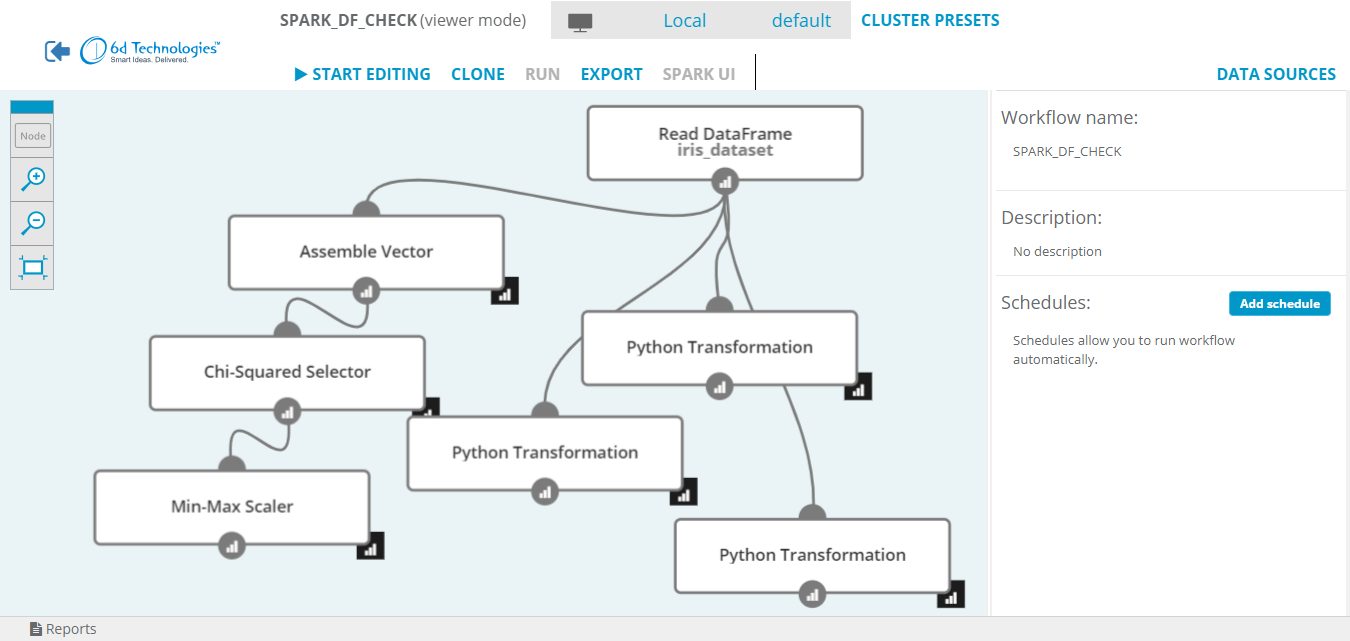 SPARK_DF_CHECK (viewer mode)
Local
default
CLUSTER PRESETS
6d Technologies™
Smart Ideas. Delivered.
START EDITING
CLONE
RUN
EXPORT
SPARK UI
DATA SOURCES
Node
Read DataFrame
iris_dataset
Assemble Vector
Python Transformation
Chi-Squared Selector
Python Transformation
Min-Max Scaler
Python Transformation
Workflow name:
SPARK_DF_CHECK
Description:
No description
Schedules:
Add schedule
Schedules allow you to run workflow
automatically.
Reports